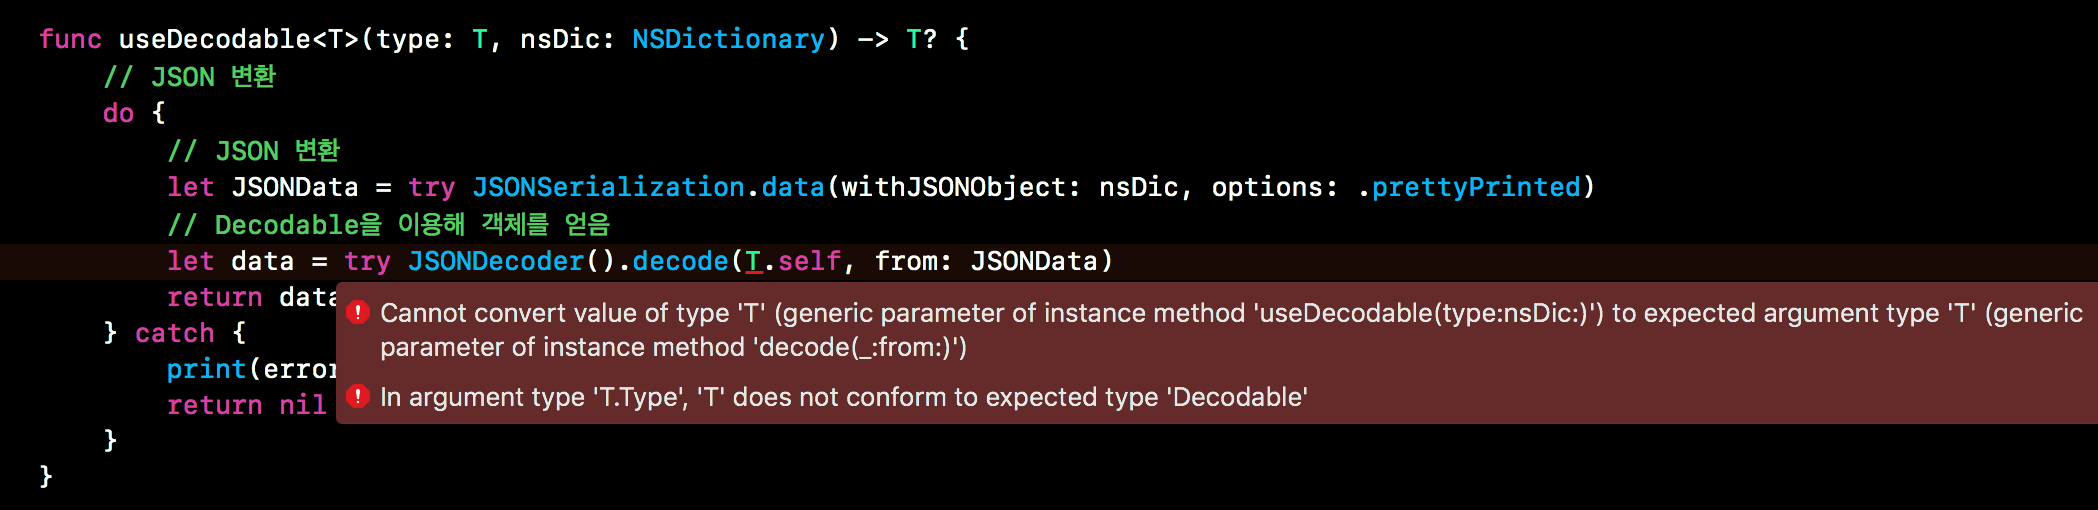 func useDecodable<T>(type: T, nsDic: NSDictionary) -> T? {
// JSON 변환
do {
// JSON 변환
let JSONData = try JSONSerialization.data(withJSONObject: nsDic, options: .prettyPrinted)
// Decodable을 이용해 객체를 얻음
let data = try JSONDecoder().decode(T.self, from: JSONData)
return data
Cannot convert value of type 'T' (generic parameter of instance method 'useDecodable(type:nsDic:)') to expected argument type 'T' (generic
parameter of instance method 'decode(_:from:)')
} catch {
print(error
In argument type 'T.Type', 'T' does not conform to expected type 'Decodable'
return nil
}
}